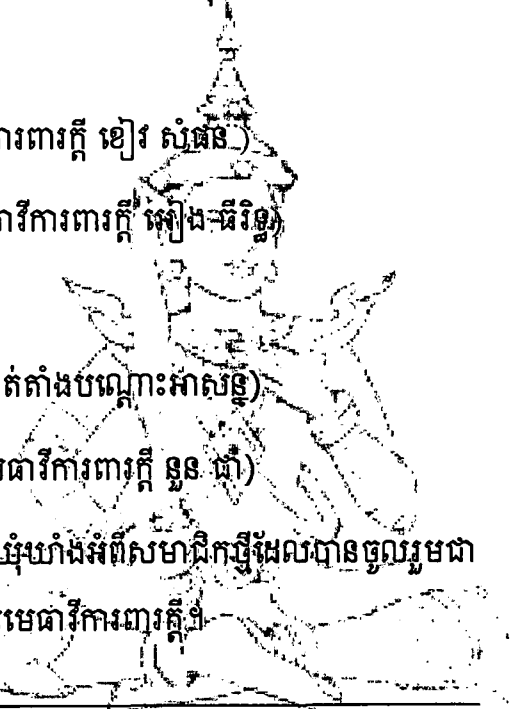 ារពារក្តី ខៀវ សំផន )
ាវីការពារក្តី អៀង ធីរិទ្ធ)
ត់តាំងបណ្តោះអាសន្ន)
ធាវីការពារក្តី នួន ជា)
ឃុំឃាំងអំពីសមាជិកថ្មីដែលបានចូលរួមជា
មេធាវីការពារក្តី។